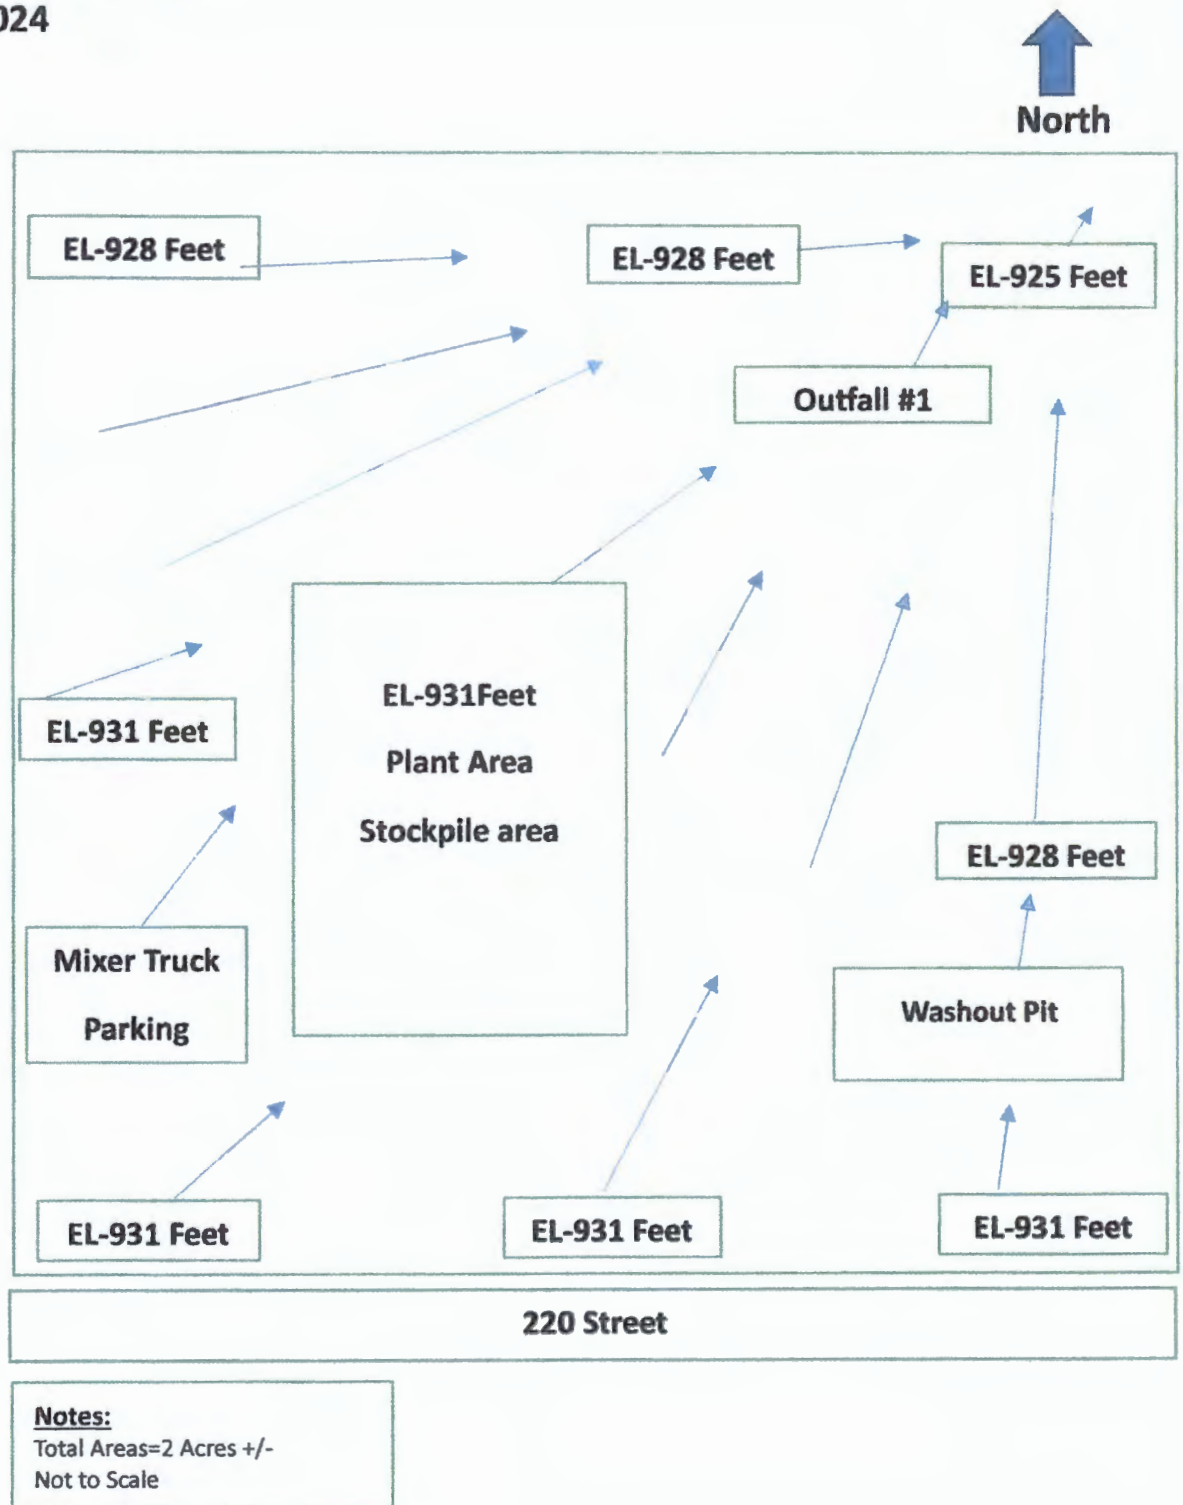 024
North
EL-928 Feet
EL-928 Feet
EL-925 Feet
Outfall #1
EL-931Feet
Plant Area
Stockpile area
EL-931 Feet
EL-928 Feet
Mixer Truck
Parking
Washout Pit
EL-931 Feet
EL-931 Feet
EL-931 Feet
220 Street
Notes:
Total Areas=2 Acres +/-
Not to Scale